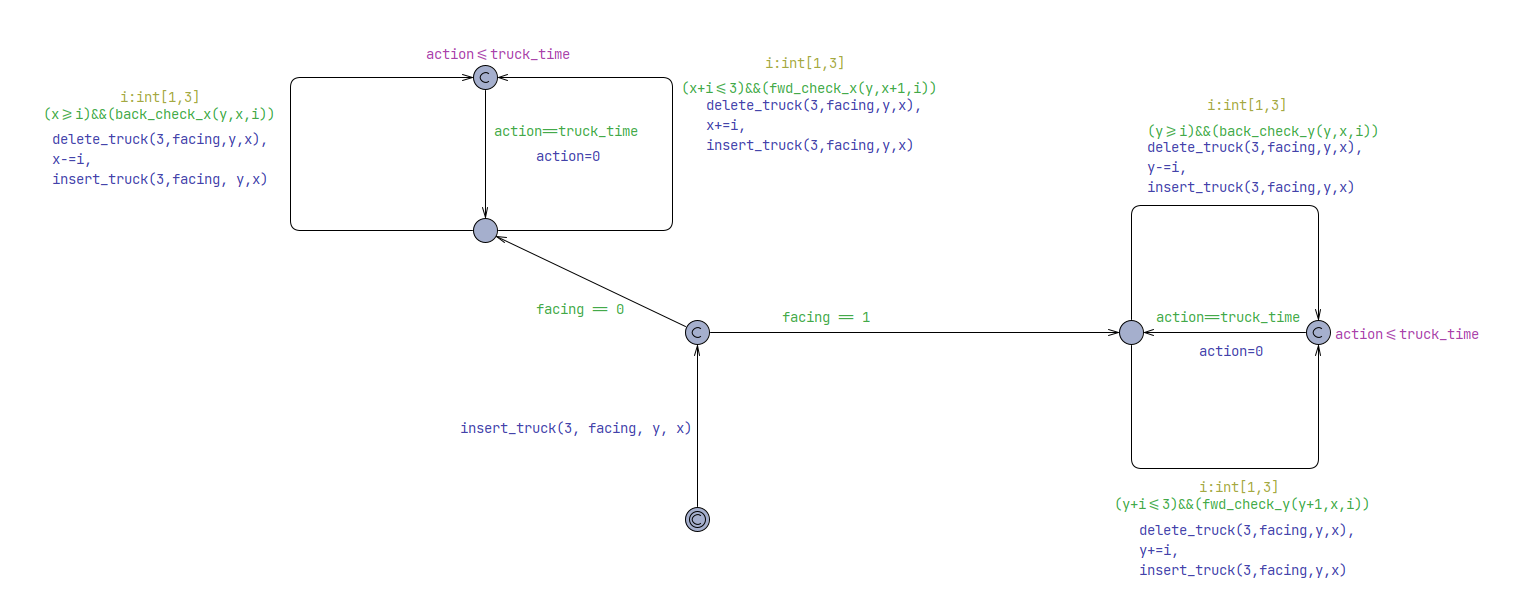 action<=truck_time
C
i:int[1,3]
(x>=i)&&(back_check_x(y,x,i))
delete_truck(3,facing,y,x),
x-=i,
insert_truck(3,facing, y,x)
action==truck_time
action=0
i:int[1,3]
(x+i<=3)&&(fwd_check_x(y,x+1,i))
delete_truck(3,facing,y,x),
x+=i,
insert_truck(3,facing,y,x)
i:int[1,3]
(y>=i)&&(back_check_y(y,x,i))
delete_truck(3,facing,y,x),
y-=i,
insert_truck(3,facing,y,x)
facing == 0
C
facing == 1
action==truck_time
action=0
C
action<=truck_time
insert_truck(3, facing, y, x)
C
i:int[1,3]
(y+i<=3)&&(fwd_check_y(y+1,x,i))
delete_truck(3,facing,y,x),
y+=i,
insert_truck(3,facing,y,x)